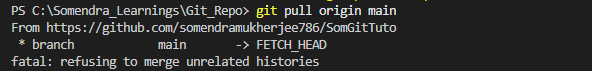 PS C:\Somendra_Learnings\Git_Repo> git pull origin main
From https://github.com/somendramukherjee786/SomGitTuto
 * branch            main       -> FETCH_HEAD
fatal: refusing to merge unrelated histories